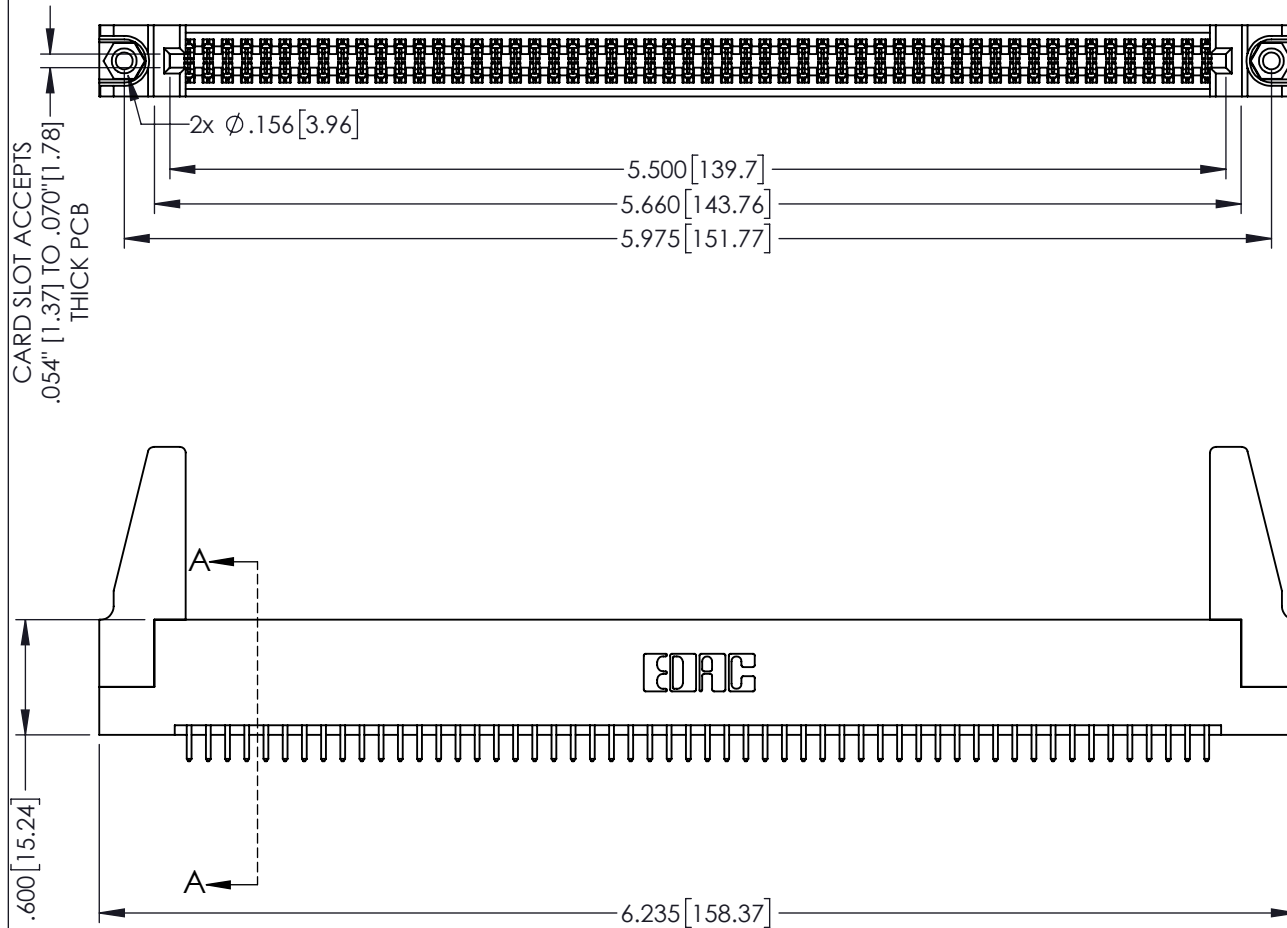 2x Ø.156[3.96]
5.500[139.7]
5.660[143.76]
5.975[151.77]
CARD SLOT ACCEPTS
.054" [1.37] TO .070"[1.78]
THICK PCB
A
EDAC
.600[15.24]
A
6.235[158.37]